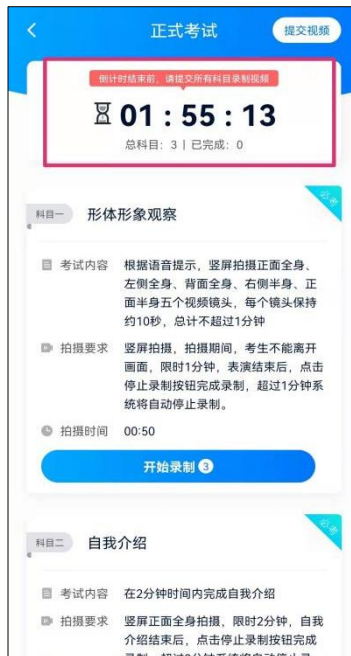 正式考试
提交视频
倒计时结束前，请提交所有科目录制视频
01 : 55 : 13
总科目：3 | 已完成：0
必考
科目一 形体形象观察
考试内容 根据语音提示，竖屏拍摄正面全身、
左侧全身、背面全身、右侧半身、正
面半身五个视频镜头，每个镜头保持
约10秒，总计不超过1分钟
拍摄要求 竖屏拍摄，拍摄期间，考生不能离开
画面，限时1分钟，表演结束后，点击
停止录制按钮完成录制，超过1分钟系
统将自动停止录制。
拍摄时间 00:50
开始录制 3
必考
科目二 自我介绍
考试内容 在2分钟时间内完成自我介绍
拍摄要求 竖屏正面全身拍摄，限时2分钟，自我
介绍结束后，点击停止录制按钮完成